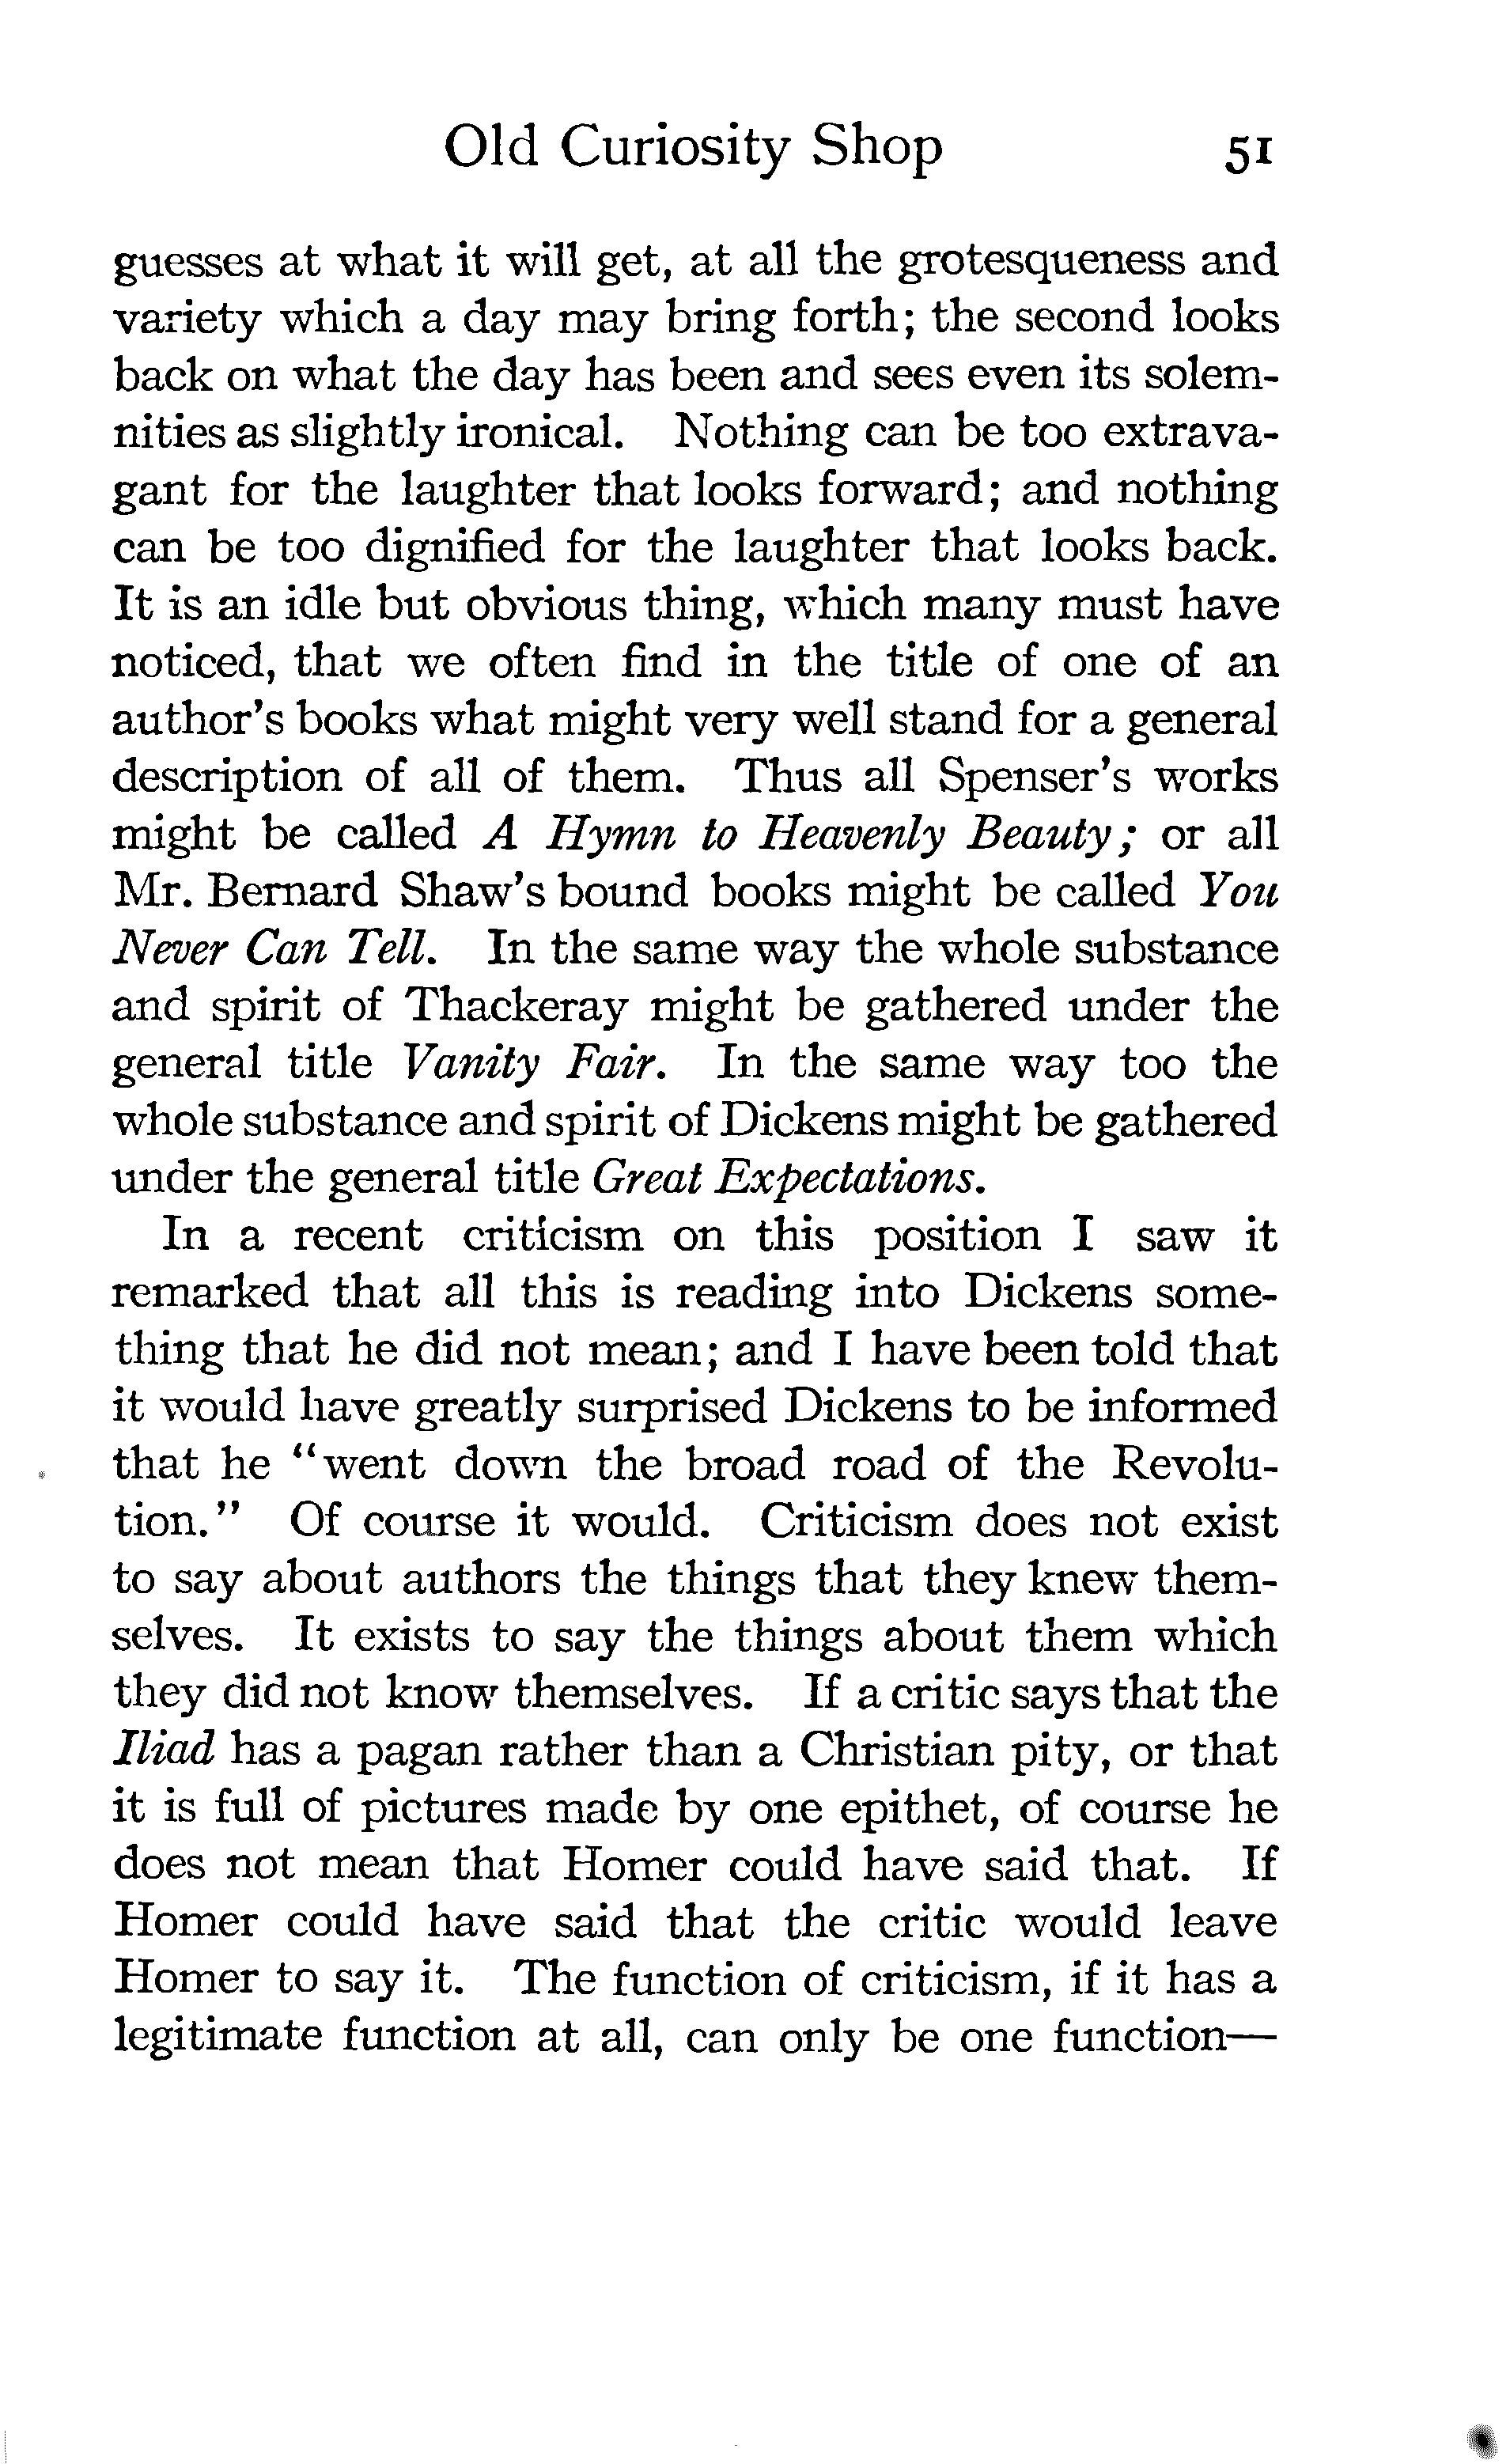 Old Curiosity Shop 51
guesses at what it will get, at all the grotesqueness and
variety which a day may bring forth; the second looks
back on what the day has been and sees even its solem-
nities as slightly ironical. Nothing can be too extrava-
gant for the laughter that looks forward; and nothing
can be too dignified for the laughter that looks back.
It is an idle but obvious thing, which many must have
noticed, that we often find in the title of one of an
author's books what might very well stand for a general
description of all of them. Thus all Spenser's works
might be called A Hymn to Heavenly Beauty; or all
Mr. Bernard Shaw's bound books might be called You
Never Can Tell. In the same way the whole substance
and spirit of Thackeray might be gathered under the
general title Vanity Fair. In the same way too the
whole substance and spirit of Dickens might be gathered
under the general title Great Expectations.
In a recent criticism on this position I saw it
remarked that all this is reading into Dickens some-
thing that he did not mean; and I have been told that
it would have greatly surprised Dickens to be informed
that he "went down the broad road of the Revolu-
tion." Of course it would. Criticism does not exist
to say about authors the things that they knew them-
selves. It exists to say the things about them which
they did not know themselves. If a critic says that the
Iliad has a pagan rather than a Christian pity, or that
it is full of pictures made by one epithet, of course he
does not mean that Homer could have said that. If
Homer could have said that the critic would leave
Homer to say it. The function of criticism, if it has a
legitimate function at all, can only be one function—